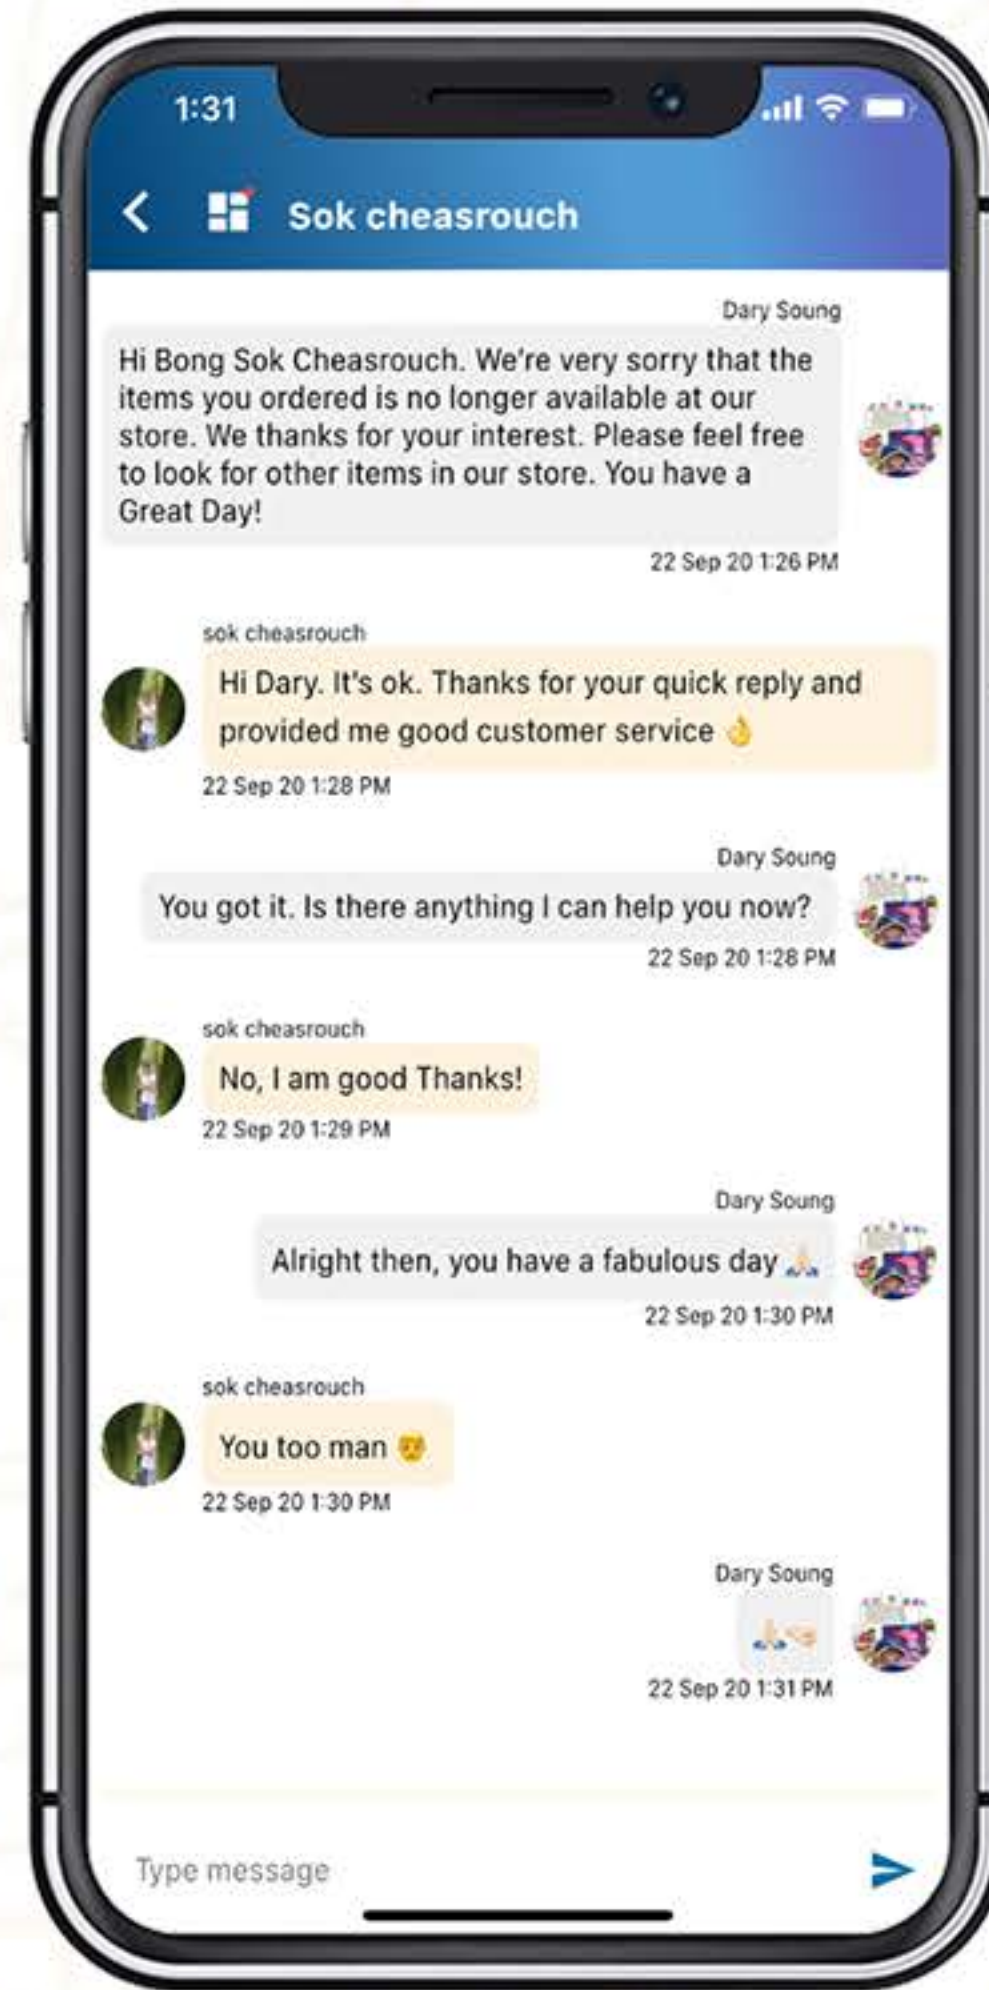 1:31
Sok cheasrouch
Dary Soung
Hi Bong Sok Cheasrouch. We're very sorry that the
items you ordered is no longer available at our
store. We thanks for your interest. Please feel free
to look for other items in our store. You have a
Great Day!
22 Sep 20 1:26 PM
sok cheasrouch
Hi Dary. It's ok. Thanks for your quick reply and
provided me good customer service 👌
22 Sep 20 1:28 PM
Dary Soung
You got it. Is there anything I can help you now?
22 Sep 20 1:28 PM
sok cheasrouch
No, I am good Thanks!
22 Sep 20 1:29 PM
Dary Soung
Alright then, you have a fabulous day 🙏🏻
22 Sep 20 1:30 PM
sok cheasrouch
You too man
22 Sep 20 1:30 PM
Dary Soung
22 Sep 20 1:31 PM
Type message